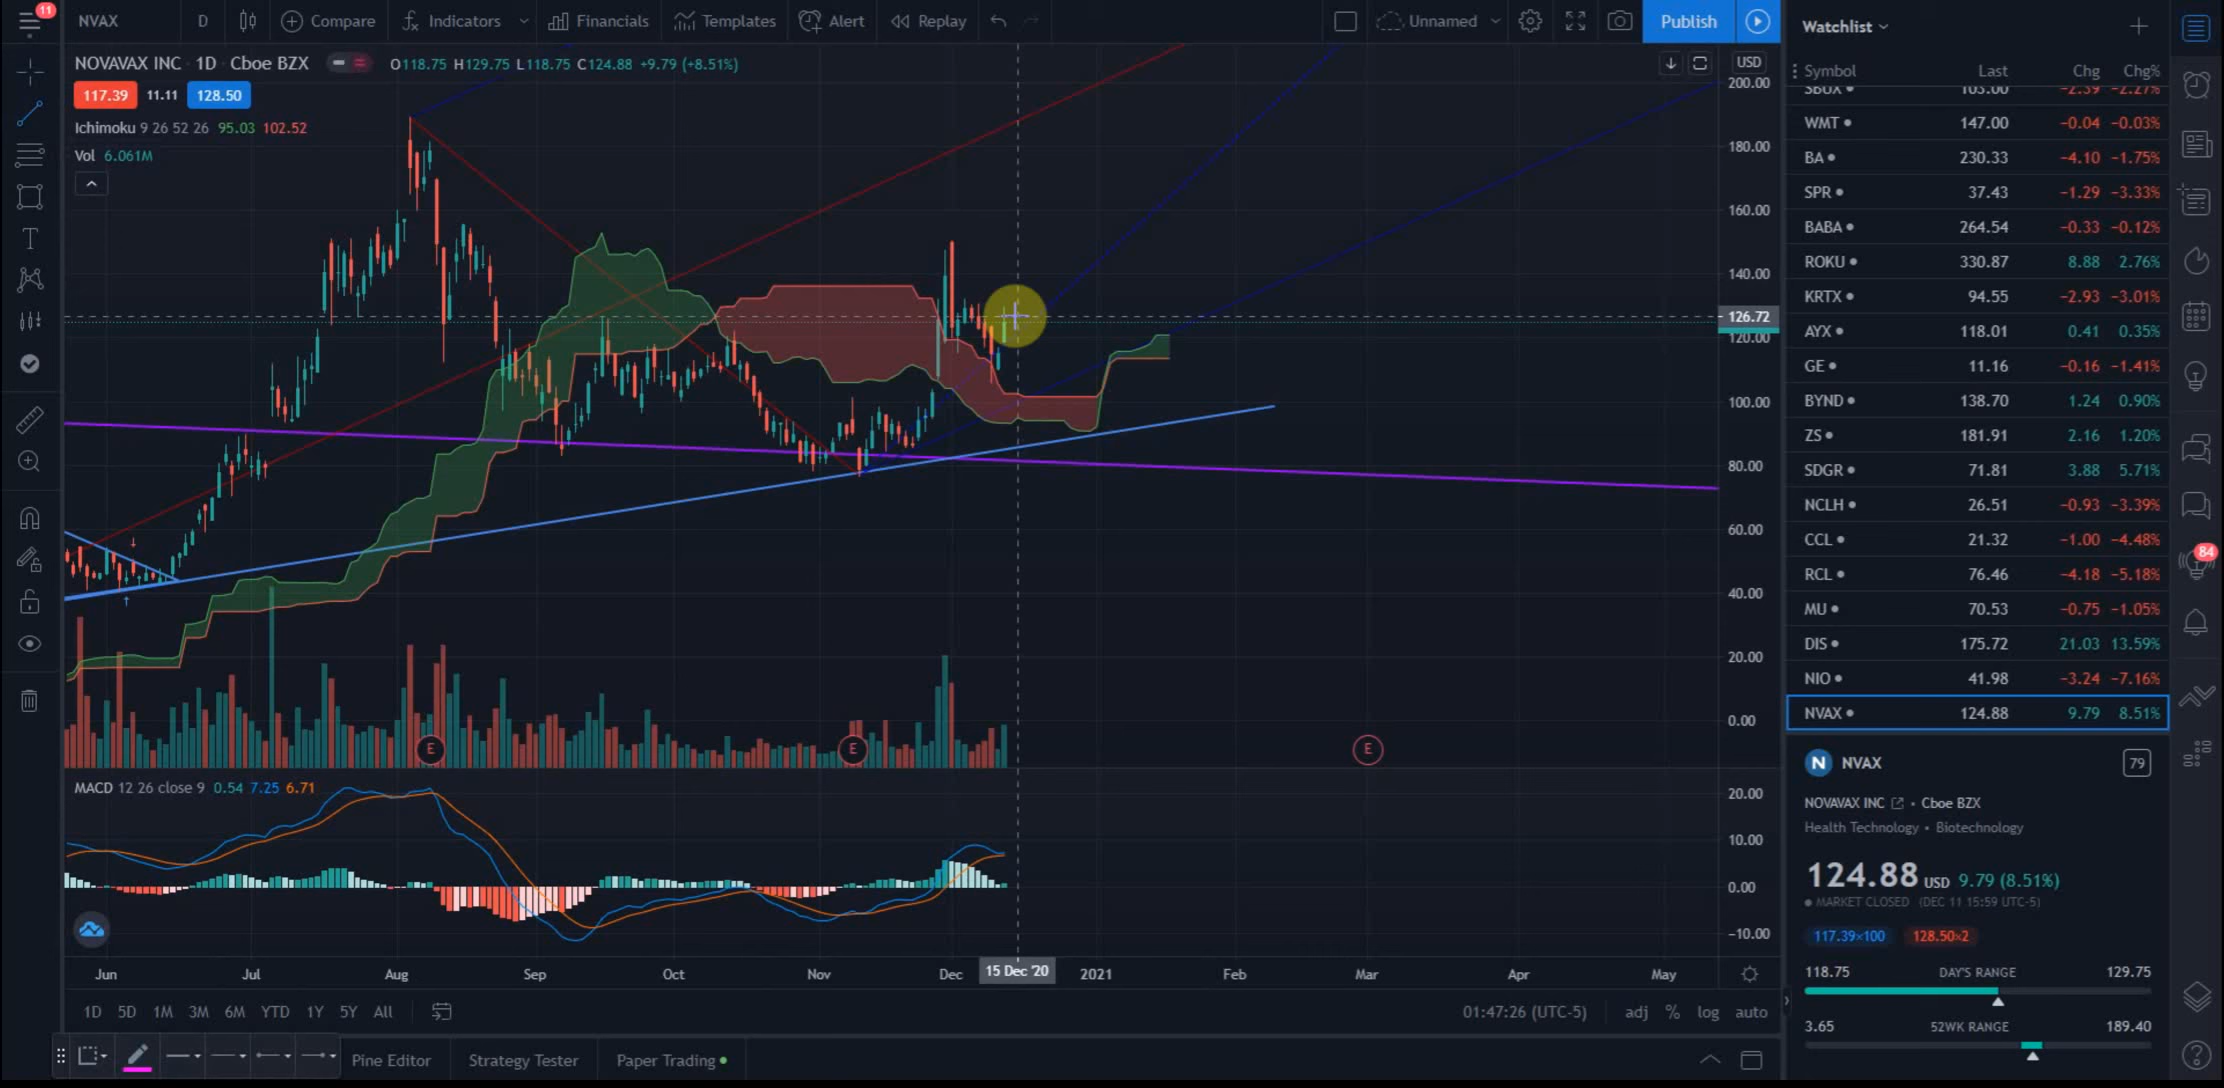 11 NVAX D Compare Indicators Financials Templates Alert Replay Unnamed Publish
NOVAVAX INC 1D Cboe BZX O118.75 H129.75 L118.75 C124.88 +9.79 (+8.51%)
117.39 11.11 128.50
Ichimoku 9 26 52 26 95.03 102.52
Vol 6.061M
USD
200.00
180.00
160.00
140.00
126.72
120.00
100.00
80.00
60.00
40.00
20.00
0.00
E E E
MACD 12 26 close 9 0.54 7.25 6.71
20.00
10.00
0.00
−10.00
Jun Jul Aug Sep Oct Nov Dec 15 Dec '20 2021 Feb Mar Apr May
1D 5D 1M 3M 6M YTD 1Y 5Y All 01:47:26 (UTC-5) adj % log auto
Pine Editor Strategy Tester Paper Trading
Watchlist
Symbol Last Chg Chg%
SBUX 103.00 −2.39 −2.27%
WMT 147.00 −0.04 −0.03%
BA 230.33 −4.10 −1.75%
SPR 37.43 −1.29 −3.33%
BABA 264.54 −0.33 −0.12%
ROKU 330.87 8.88 2.76%
KRTX 94.55 −2.93 −3.01%
AYX 118.01 0.41 0.35%
GE 11.16 −0.16 −1.41%
BYND 138.70 1.24 0.90%
ZS 181.91 2.16 1.20%
SDGR 71.81 3.88 5.71%
NCLH 26.51 −0.93 −3.39%
CCL 21.32 −1.00 −4.48%
RCL 76.46 −4.18 −5.18%
MU 70.53 −0.75 −1.05%
DIS 175.72 21.03 13.59%
NIO 41.98 −3.24 −7.16%
NVAX 124.88 9.79 8.51%
N NVAX 79
NOVAVAX INC • Cboe BZX
Health Technology • Biotechnology
124.88 USD 9.79 (8.51%)
MARKET CLOSED (DEC 11 15:59 UTC-5)
117.39×100 128.50×2
118.75 DAY'S RANGE 129.75
3.65 52WK RANGE 189.40
84